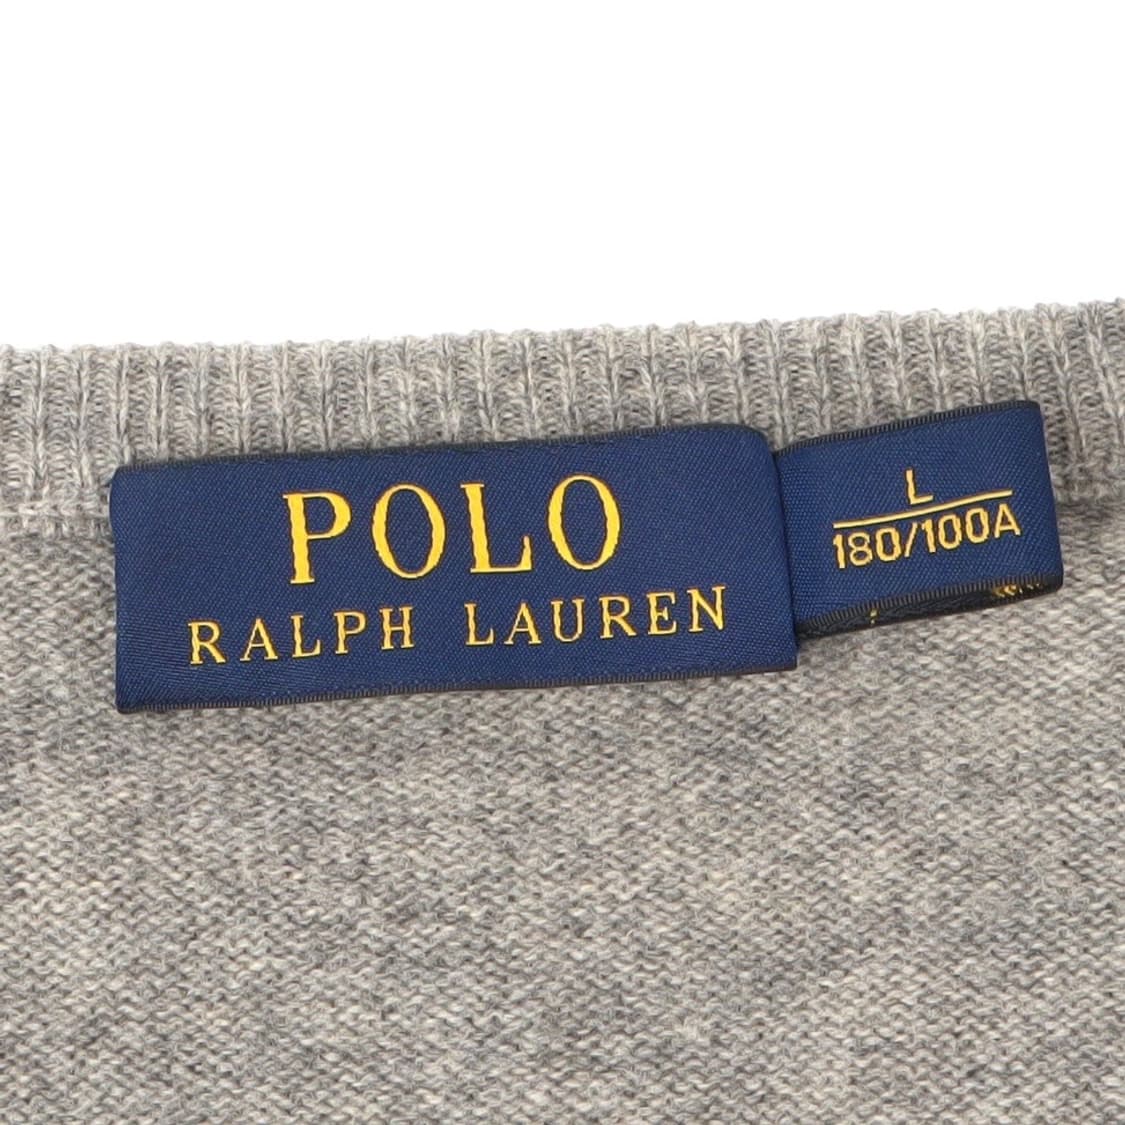 POLO
RALPH LAUREN
L
180/100A